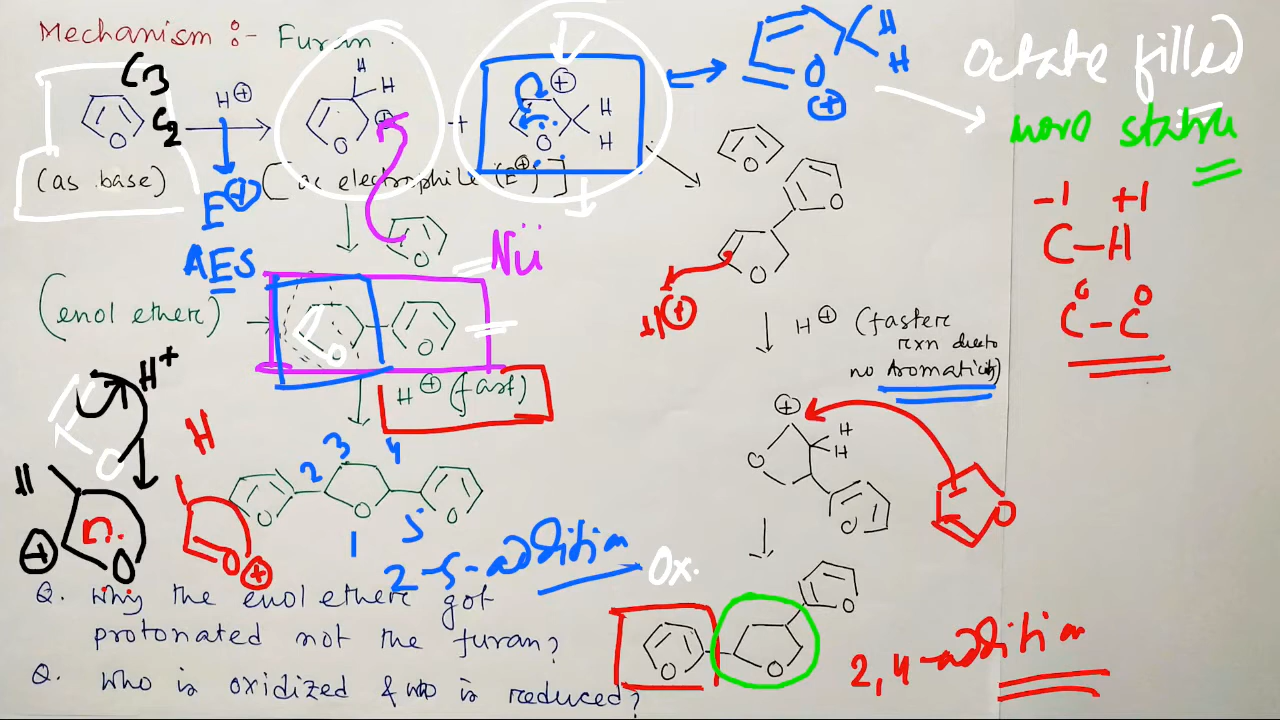 Mechanism :- Furan.
C3
C2
O
(as base)
H⊕
E⊕
AES
H
H
O
⊕
[as electrophile (E⊕)]
+
⊕
H
H
O
H
H
O
⊕
Octate filled
more stable
-1 +1
C-H
0 0
C-C
O
O
O
O
Nu
H⊕
(enol ether)
O
O
H⊕ (fast)
H⊕ (faster
rxn due to
no Aromaticity)
H+
O
H
⊕
O
H
O
⊕
2 3 4
1 5
O
O
O
2-5-addition
⊕
H
H
O
O
O
Ox.
O
O
O
2,4-addition
Q. Why the enol ether got
protonated not the furan?
Q. Who is oxidized & who is reduced?